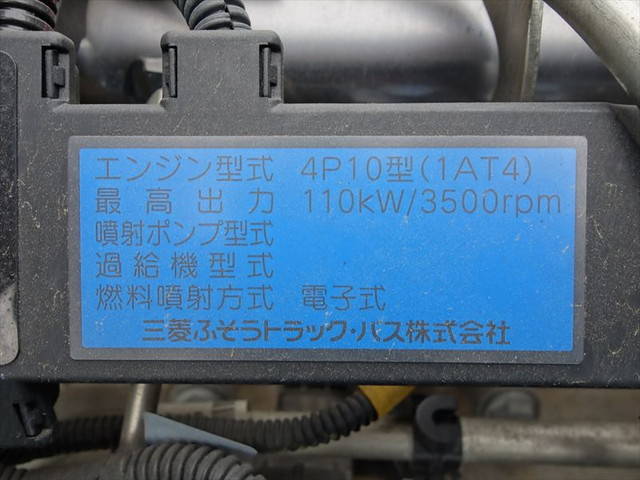 エンジン型式 4P10型(1AT4)
最高出力 110kW/3500rpm
噴射ポンプ型式
過給機型式
燃料噴射方式 電子式
三菱ふそうトラック・バス株式会社